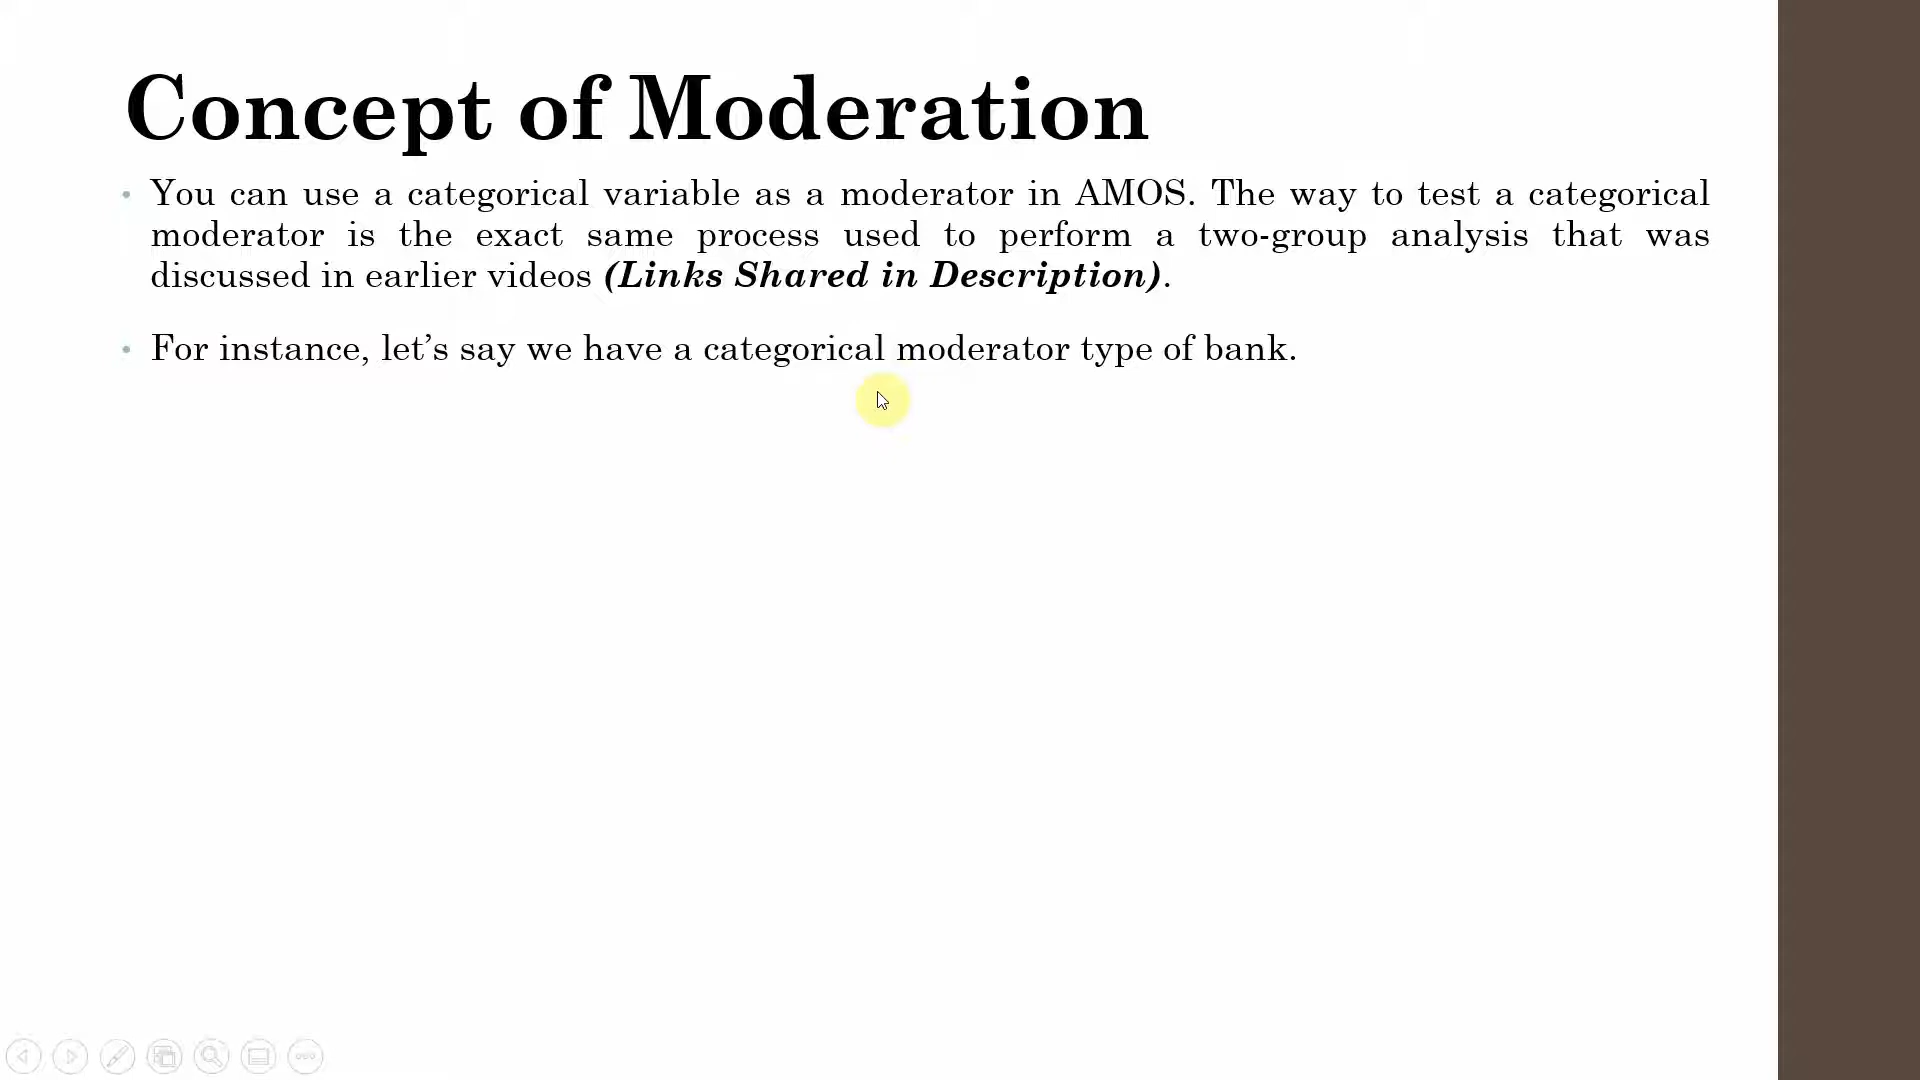 Concept of Moderation
• You can use a categorical variable as a moderator in AMOS. The way to test a categorical
moderator is the exact same process used to perform a two-group analysis that was
discussed in earlier videos (Links Shared in Description).
• For instance, let’s say we have a categorical moderator type of bank.